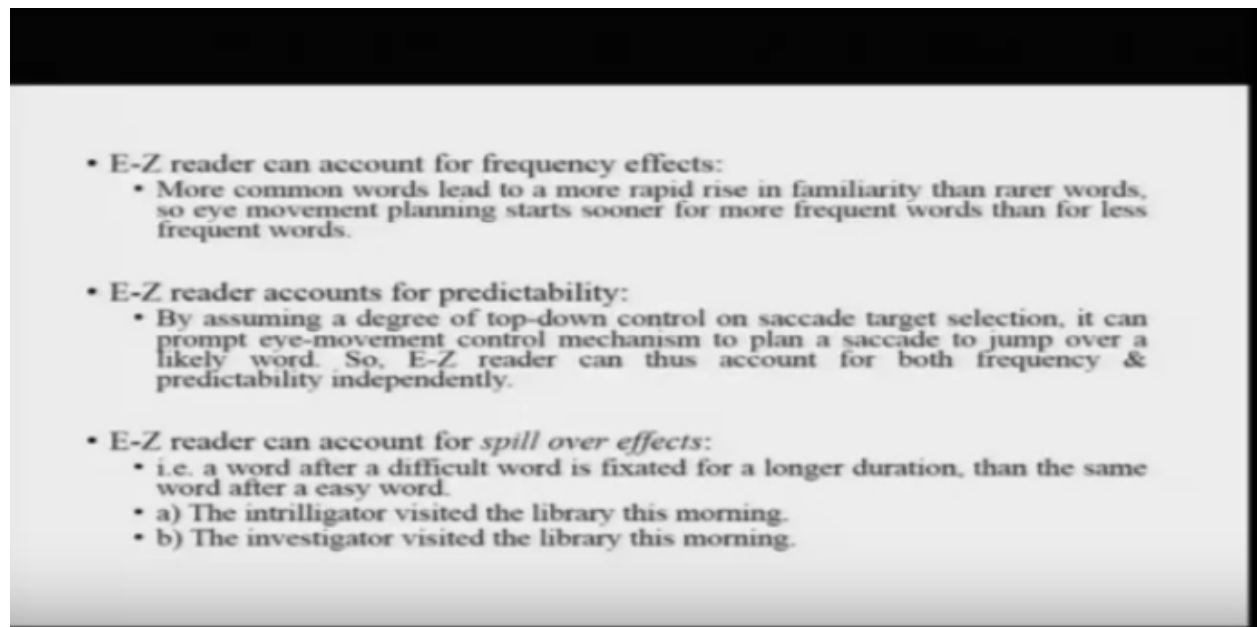 • E-Z reader can account for frequency effects:
• More common words lead to a more rapid rise in familiarity than rarer words,
so eye movement planning starts sooner for more frequent words than for less
frequent words.
• E-Z reader accounts for predictability:
• By assuming a degree of top-down control on saccade target selection, it can
prompt eye-movement control mechanism to plan a saccade to jump over a
likely word. So, E-Z reader can thus account for both frequency &
predictability independently.
• E-Z reader can account for spill over effects:
• i.e. a word after a difficult word is fixated for a longer duration, than the same
word after a easy word.
• a) The intrilligator visited the library this morning.
• b) The investigator visited the library this morning.